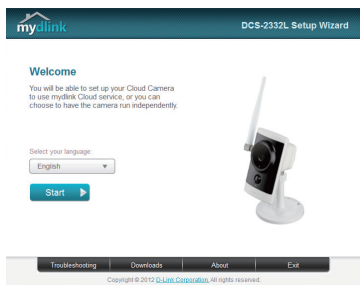 mydlink
DCS-2332L Setup Wizard
Welcome
You will be able to set up your Cloud Camera
to use mydlink Cloud service, or you can
choose to have the camera run independently.
Select your language:
English
Start
Troubleshooting
Downloads
About
Exit
Copyright © 2012 D-Link Corporation. All rights reserved.